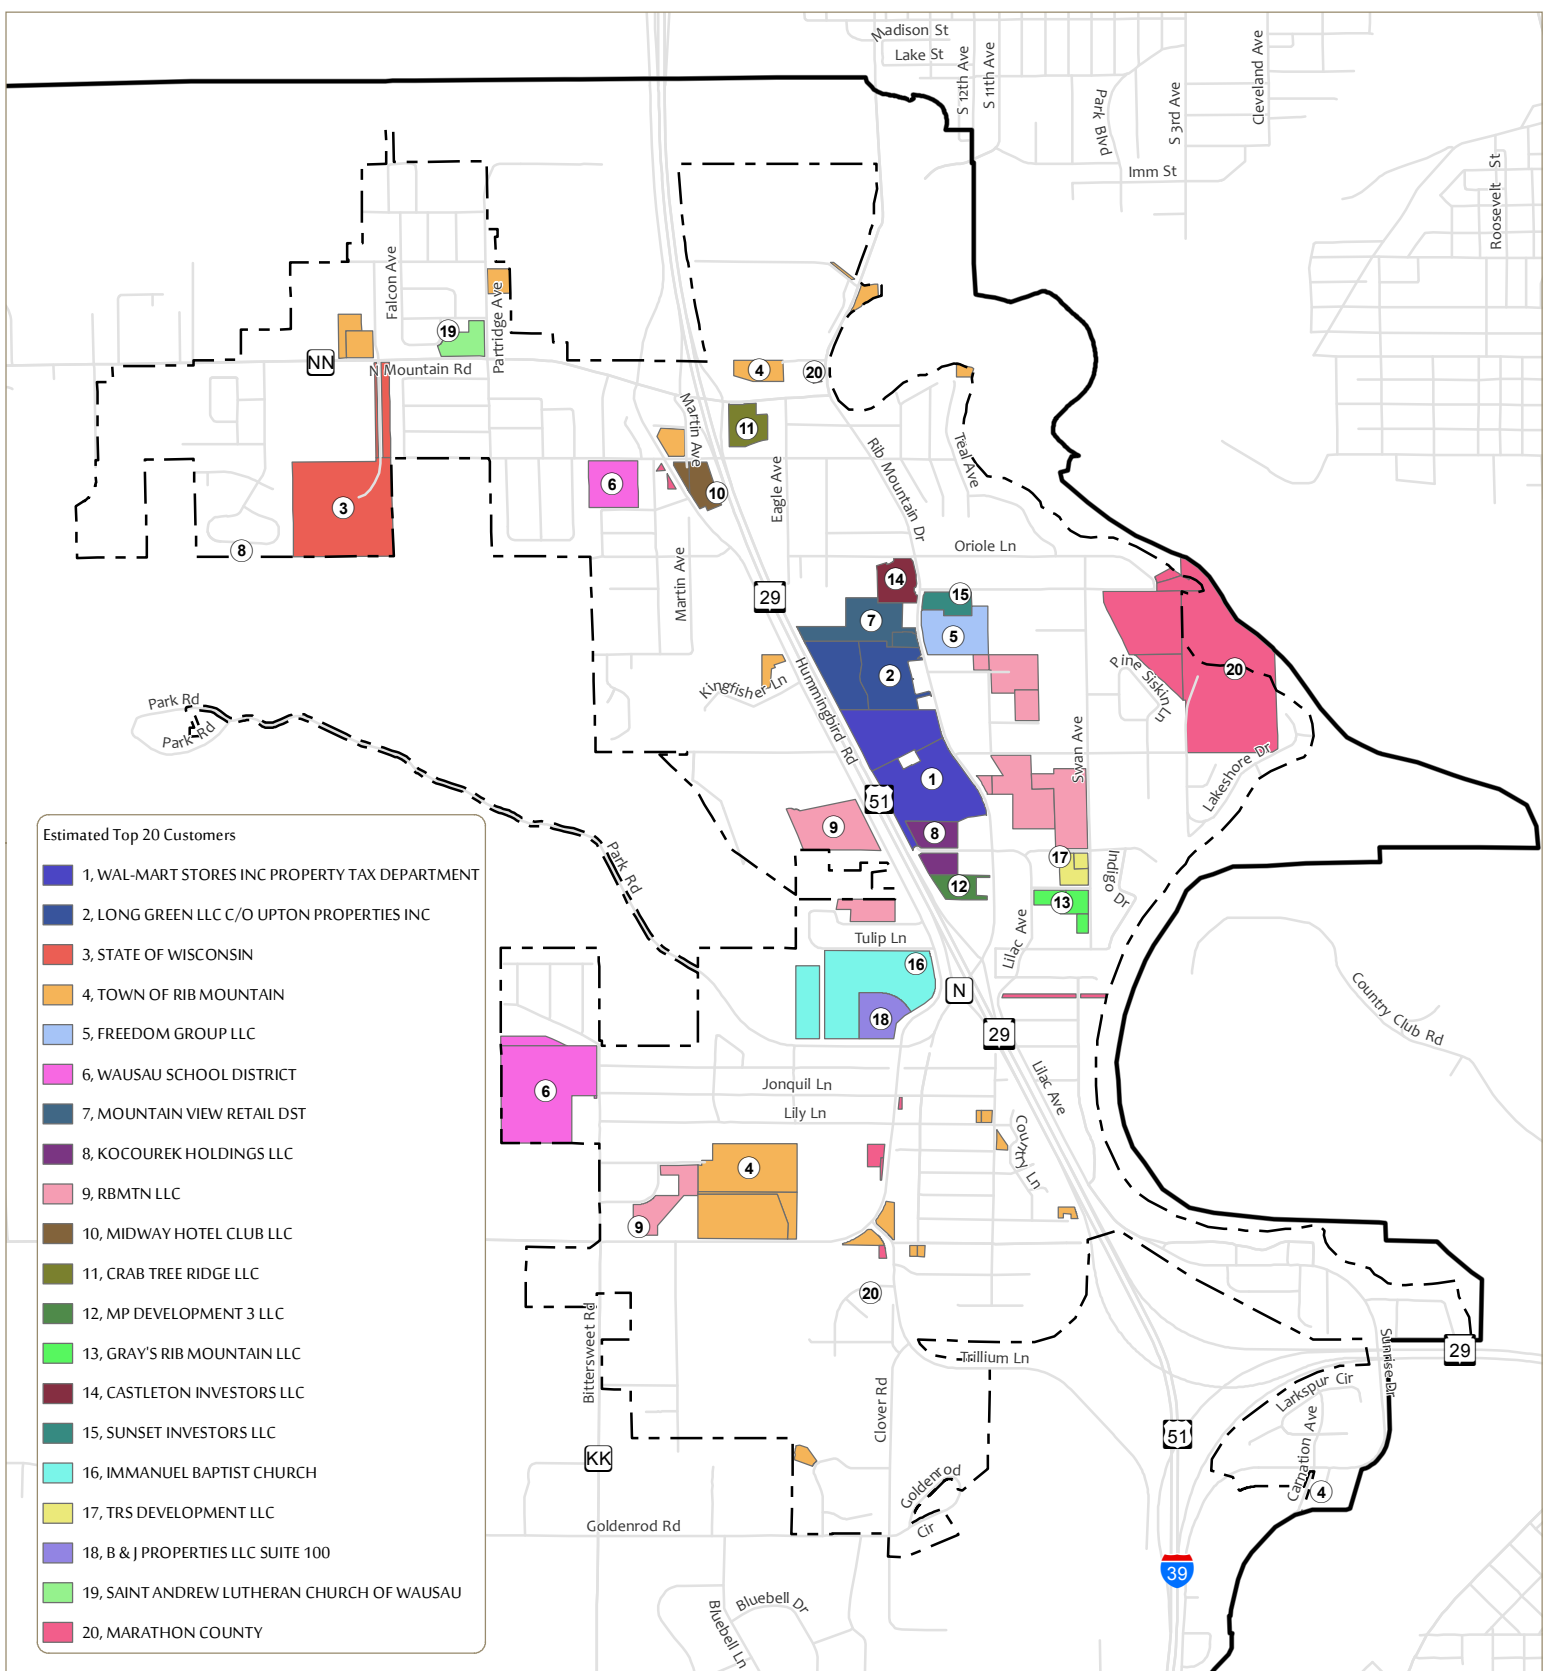 Madison St
Lake St
S 12th Ave
S 11th Ave
Park Blvd
S 3rd Ave
Cleveland Ave
Imm St
Roosevelt St
Falcon Ave
Partridge Ave
19
NN
N Mountain Rd
4
20
11
Martin Ave
Rib Mountain Dr
Teal Ave
Eagle Ave
6
10
3
8
Oriole Ln
Martin Ave
29
14
15
7
5
2
Kingfisher Ln
Hummingbird Rd
Pine Siskin Ln
20
Park Rd
Park Rd
Swan Ave
Lakeshore Dr
1
51
9
8
17
Indigo Dr
12
13
Park Rd
Tulip Ln
Lilac Ave
16
N
18
29
Country Club Rd
6
Jonquil Ln
Lily Ln
Lilac Ave
Country Ln
4
9
20
Bittersweet Rd
Trillium Ln
Sunrise Dr
29
Larkspur Cir
Clover Rd
51
Carnation Ave
4
KK
Goldenrod Cir
Goldenrod Rd
39
Bluebell Dr
Bluebell Ln
Estimated Top 20 Customers
1, WAL-MART STORES INC PROPERTY TAX DEPARTMENT
2, LONG GREEN LLC C/O UPTON PROPERTIES INC
3, STATE OF WISCONSIN
4, TOWN OF RIB MOUNTAIN
5, FREEDOM GROUP LLC
6, WAUSAU SCHOOL DISTRICT
7, MOUNTAIN VIEW RETAIL DST
8, KOCOUREK HOLDINGS LLC
9, RBMTN LLC
10, MIDWAY HOTEL CLUB LLC
11, CRAB TREE RIDGE LLC
12, MP DEVELOPMENT 3 LLC
13, GRAY'S RIB MOUNTAIN LLC
14, CASTLETON INVESTORS LLC
15, SUNSET INVESTORS LLC
16, IMMANUEL BAPTIST CHURCH
17, TRS DEVELOPMENT LLC
18, B & J PROPERTIES LLC SUITE 100
19, SAINT ANDREW LUTHERAN CHURCH OF WAUSAU
20, MARATHON COUNTY